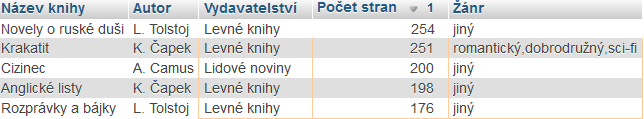 Název knihy Autor Vydavatelství Počet stran 1 Žánr
Novely o ruské duši L. Tolstoj Levné knihy 254 jiný
Krakatit K. Čapek Levné knihy 251 romantický,dobrodružný,sci-fi
Cizinec A. Camus Lidové noviny 200 jiný
Anglické listy K. Čapek Levné knihy 198 jiný
Rozprávky a bájky L. Tolstoj Levné knihy 176 jiný